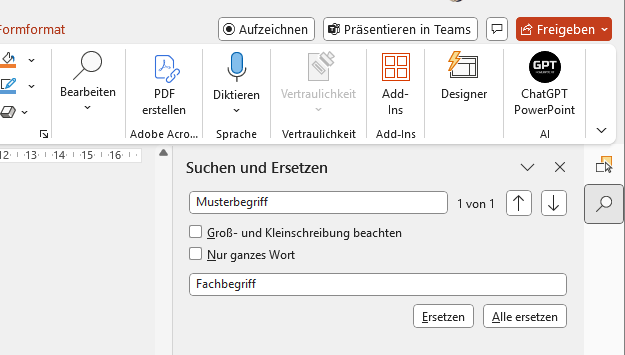 Formformat
Aufzeichnen
Präsentieren in Teams
Freigeben
Bearbeiten
PDF
erstellen
Diktieren
Vertraulichkeit
Add-
Ins
Designer
GPT
ChatGPT
PowerPoint
Adobe Acro...
Sprache
Vertraulichkeit
Add-Ins
AI
12 · 13 · 14 · 15 · 16
Suchen und Ersetzen
Musterbegriff
1 von 1
Groß- und Kleinschreibung beachten
Nur ganzes Wort
Fachbegriff
Ersetzen
Alle ersetzen